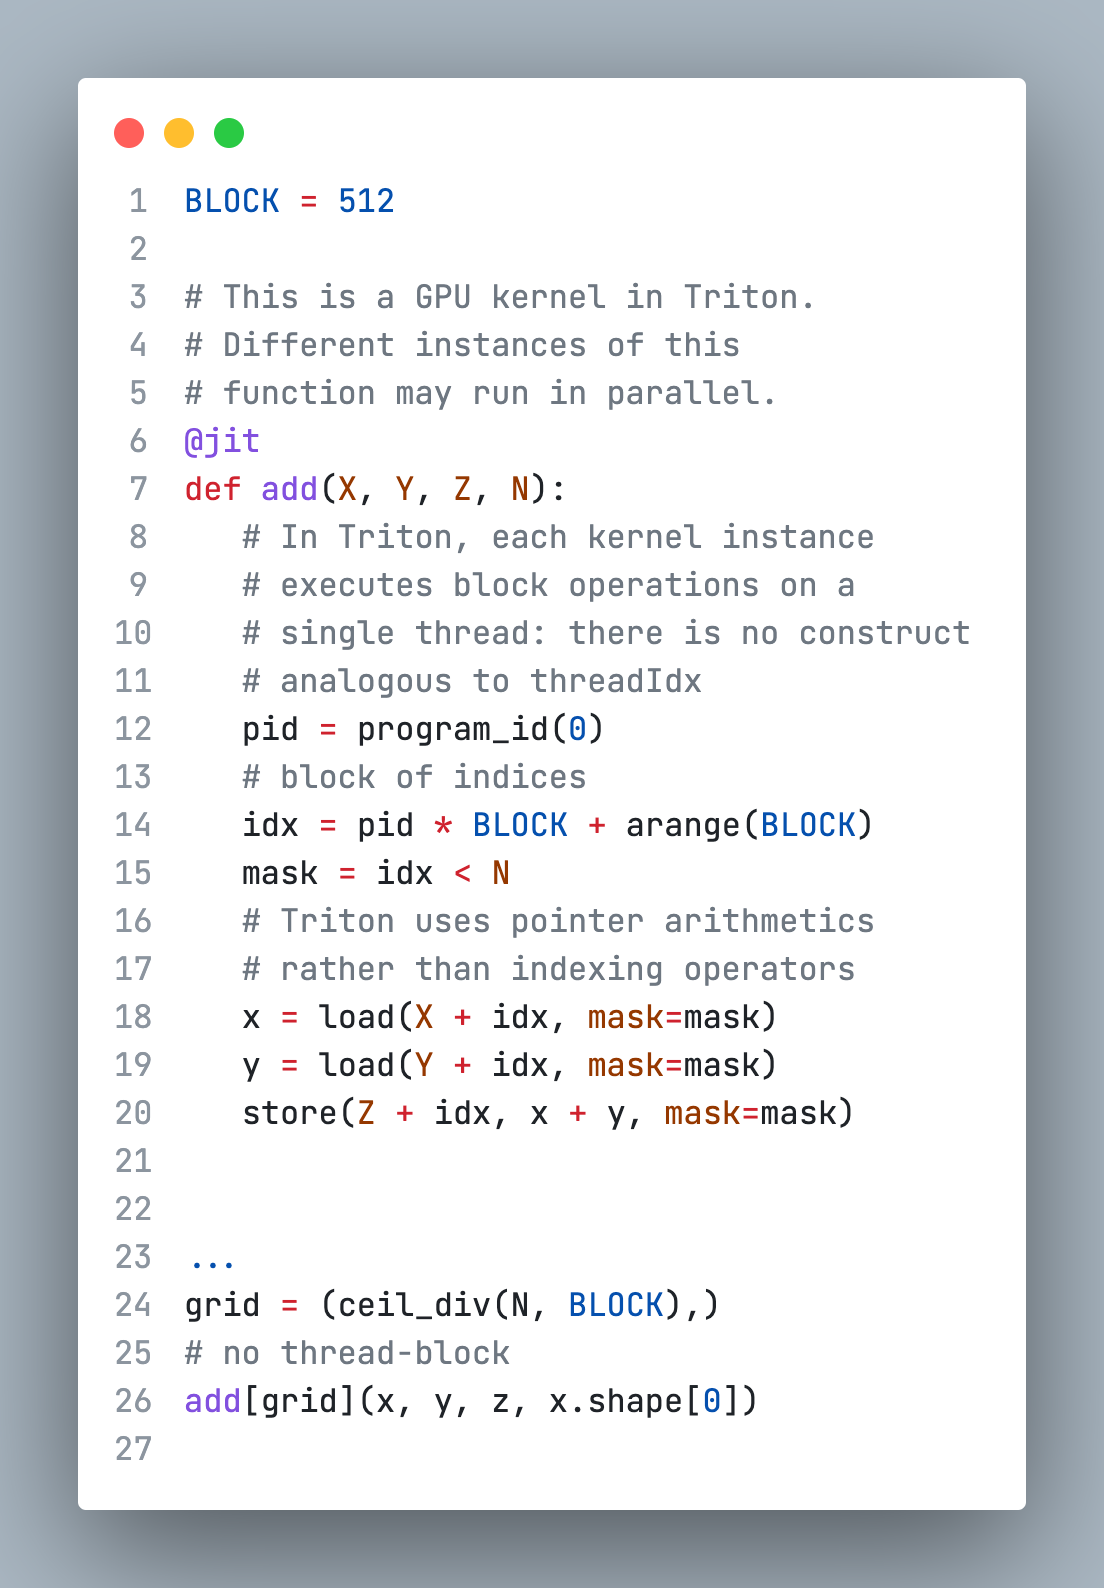 1 BLOCK = 512
2
3 # This is a GPU kernel in Triton.
4 # Different instances of this
5 # function may run in parallel.
6 @jit
7 def add(X, Y, Z, N):
8    # In Triton, each kernel instance
9    # executes block operations on a
10    # single thread: there is no construct
11    # analogous to threadIdx
12    pid = program_id(0)
13    # block of indices
14    idx = pid * BLOCK + arange(BLOCK)
15    mask = idx < N
16    # Triton uses pointer arithmetics
17    # rather than indexing operators
18    x = load(X + idx, mask=mask)
19    y = load(Y + idx, mask=mask)
20    store(Z + idx, x + y, mask=mask)
21
22
23 ...
24 grid = (ceil_div(N, BLOCK),)
25 # no thread-block
26 add[grid](x, y, z, x.shape[0])
27